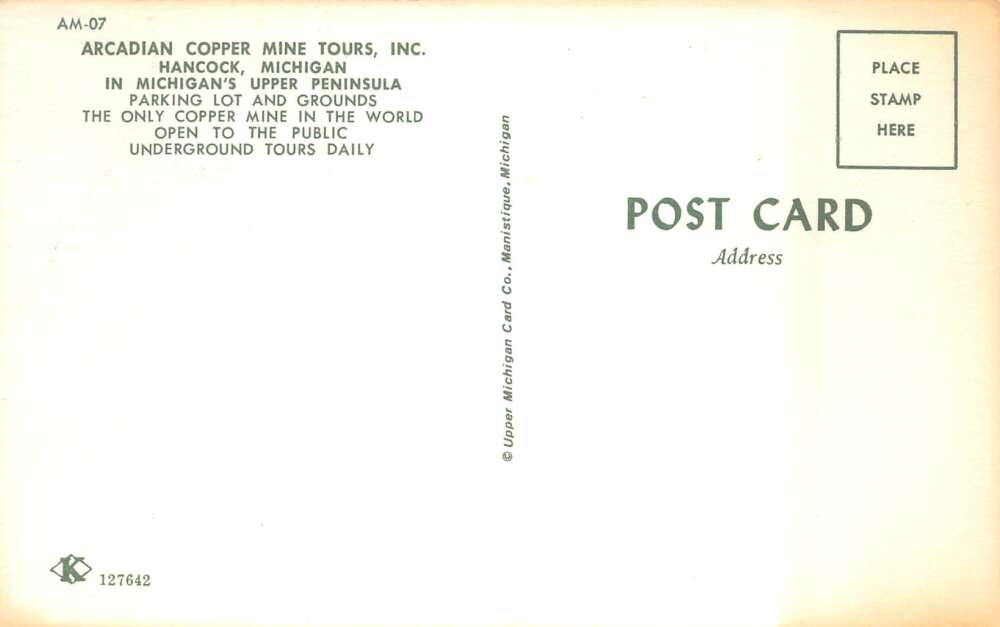 AM-07
ARCADIAN COPPER MINE TOURS, INC.
HANCOCK, MICHIGAN
IN MICHIGAN'S UPPER PENINSULA
PARKING LOT AND GROUNDS
THE ONLY COPPER MINE IN THE WORLD
OPEN TO THE PUBLIC
UNDERGROUND TOURS DAILY
© Upper Michigan Card Co., Manistique, Michigan
PLACE
STAMP
HERE
POST CARD
Address
K
127642